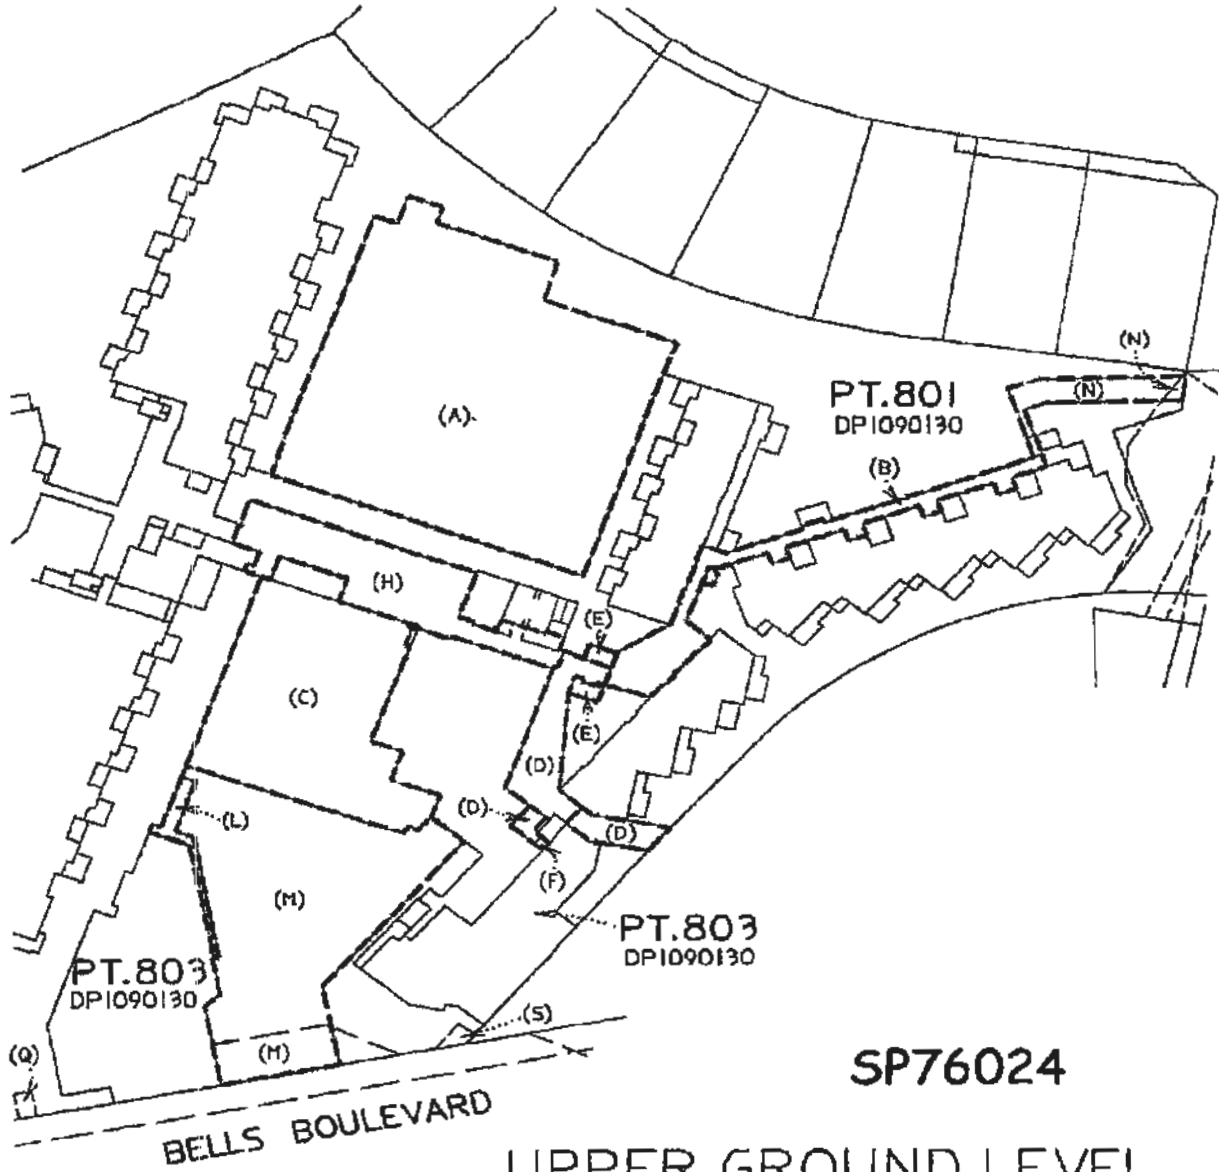 (N)
PT.801
(N)
DP1090130
(A)
(B)
(H)
(E)
(C)
(E)
(D)
(D)
(L)
(D)
(F)
(M)
PT.803
DP1090130
PT.803
DP1090130
(S)
(Q)
(M)
SP76024
BELLS BOULEVARD
UPPER GROUND LEVEL